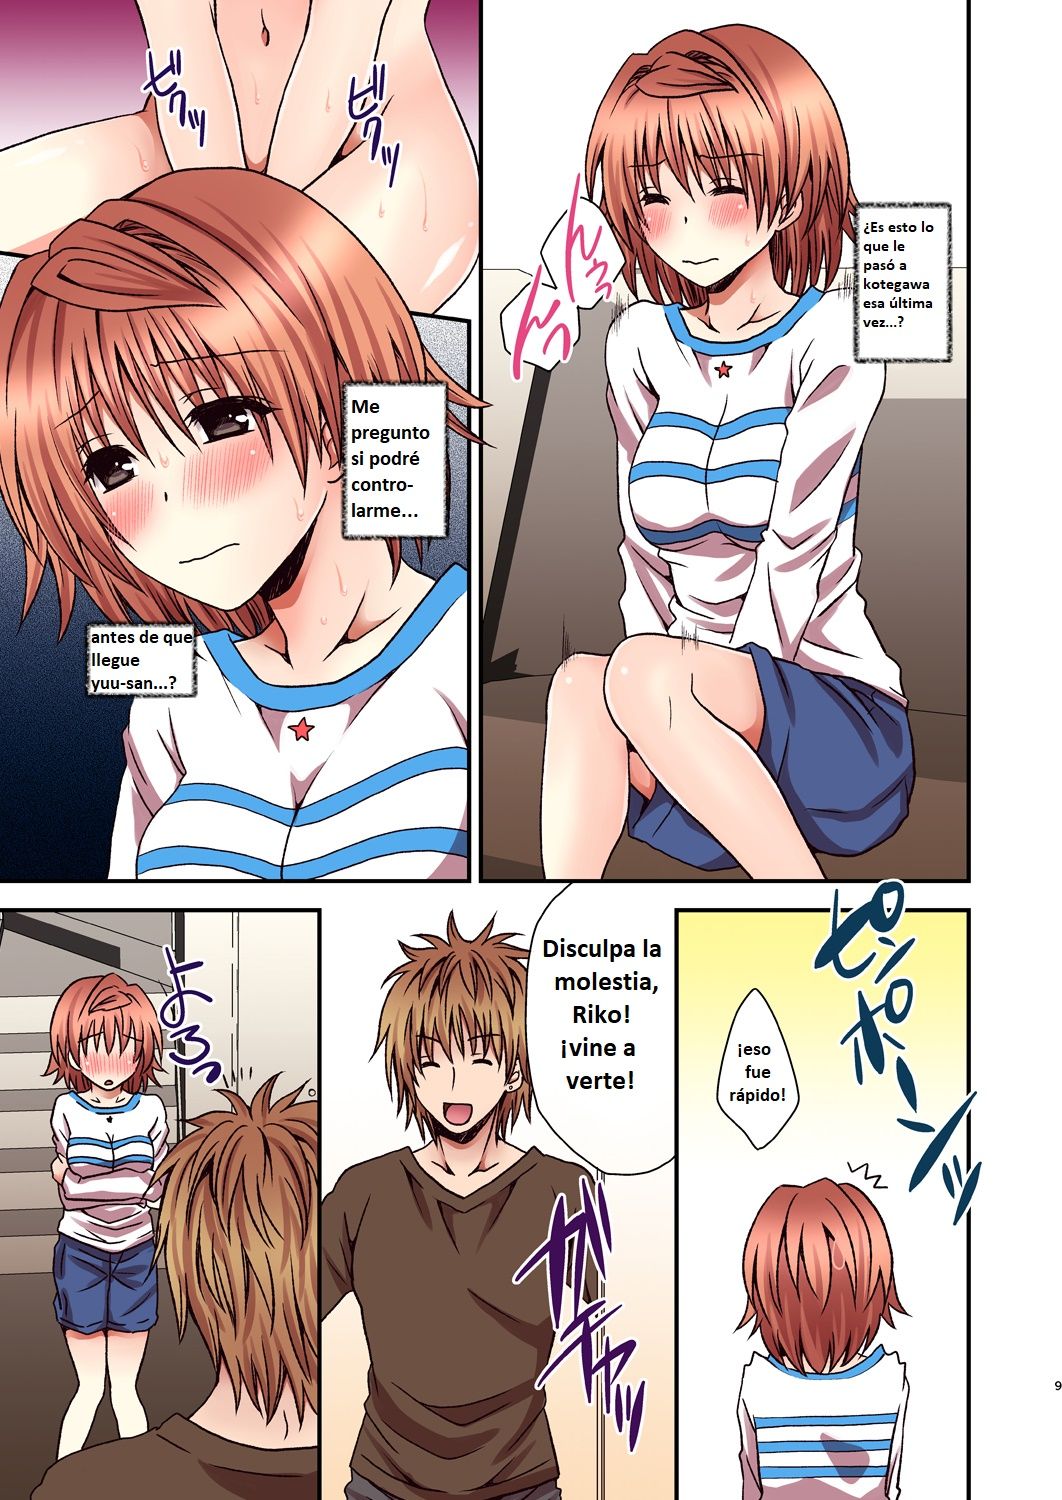 ¿Es esto lo
que le
pasó a
kotegawa
esa última
vez...?
んぅ
んっ
ビクッ
ビクッ
Me
pregunto
si podré
contro-
larme...
antes de que
llegue
yuu-san...?
ピンポーンッ
¡eso
fue
rápido!
Disculpa la
molestia,
Riko!
¡vine a
verte!
ガチャッ
よろっ
9